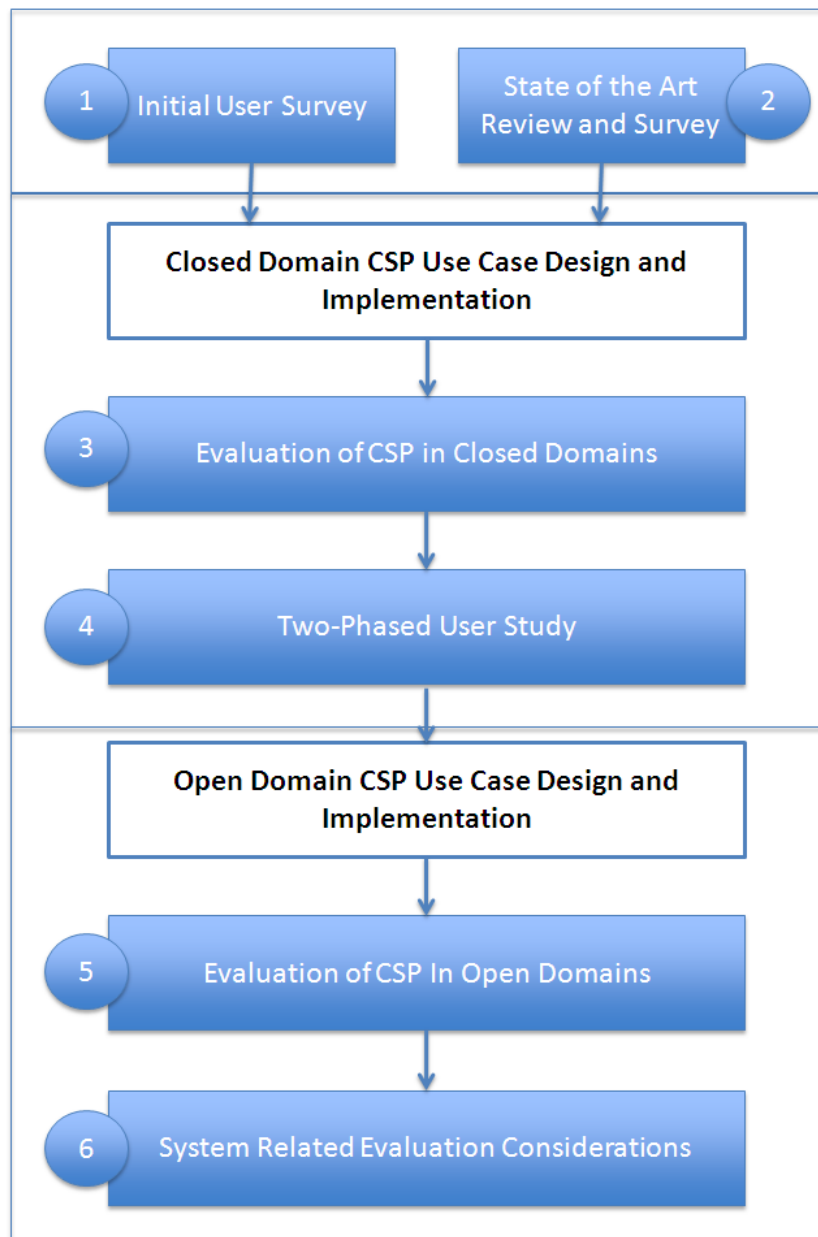 1
Initial User Survey
State of the Art
Review and Survey
2
Closed Domain CSP Use Case Design and
Implementation
3
Evaluation of CSP in Closed Domains
4
Two-Phased User Study
Open Domain CSP Use Case Design and
Implementation
5
Evaluation of CSP In Open Domains
6
System Related Evaluation Considerations